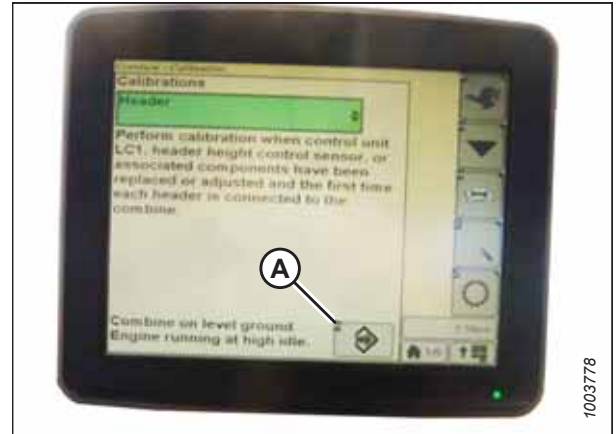 Calibrations
Header
Perform calibration when control unit
LC1, header height control sensor, or
associated components have been
replaced or adjusted and the first time
each header is connected to the
combine.
A
Combine on level ground.
Engine running at high idle.
1003778